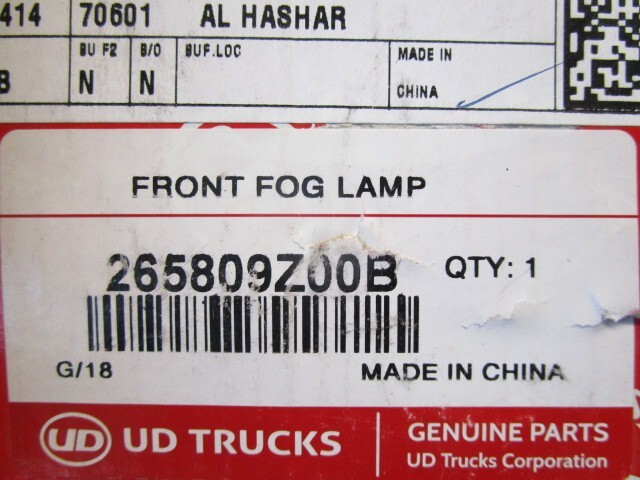 414 70601 AL HASHAR
BU F2 B/O BUF.LOC MADE IN
B N N CHINA
FRONT FOG LAMP
265809Z00B QTY: 1
G/18 MADE IN CHINA
UD UD TRUCKS GENUINE PARTS
UD Trucks Corporation